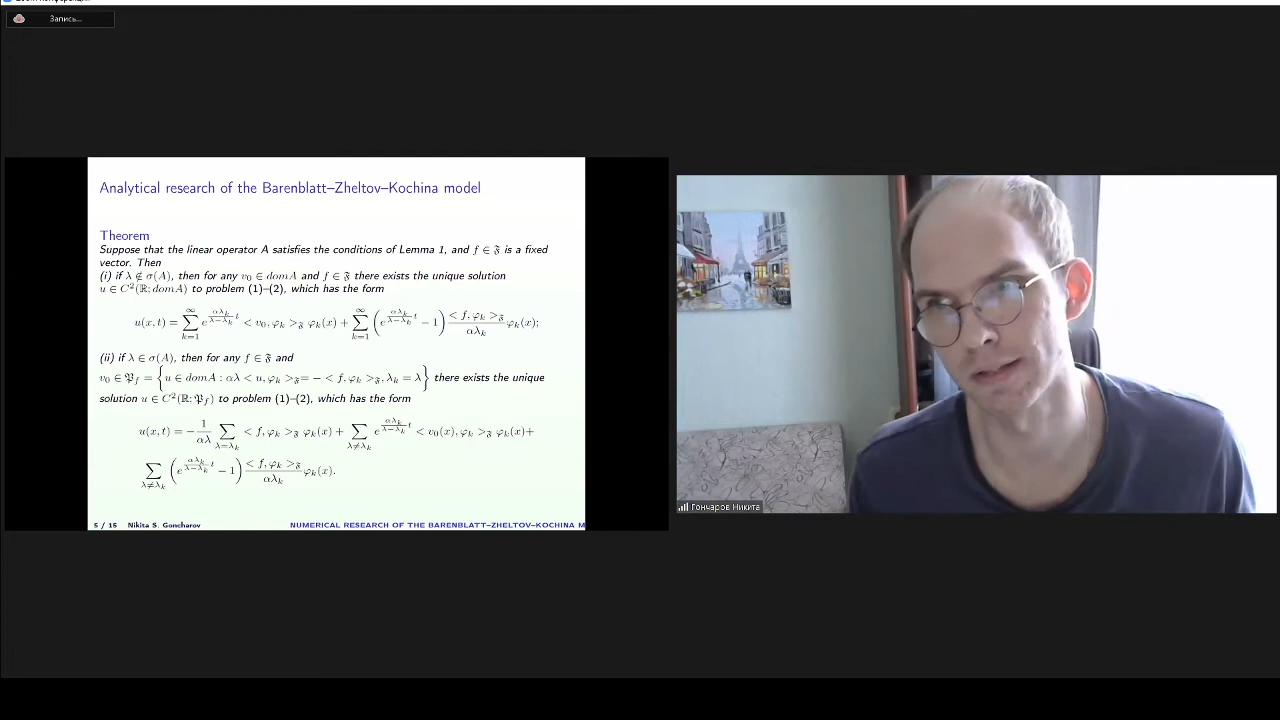 Запись...
Analytical research of the Barenblatt–Zheltov–Kochina model
Theorem
Suppose that the linear operator A satisfies the conditions of Lemma 1, and f ∈ 𝔉 is a fixed
vector. Then
(i) if λ ∉ σ(A), then for any v₀ ∈ domA and f ∈ 𝔉 there exists the unique solution
u ∈ C²(ℝ; domA) to problem (1)–(2), which has the form
u(x, t) = ∑_{k=1}^{∞} e^{\frac{αλ_k}{λ−λ_k}t} < v₀, φ_k >_𝔉 φ_k(x) + ∑_{k=1}^{∞} (e^{\frac{αλ_k}{λ−λ_k}t} − 1) \frac{< f, φ_k >_𝔉}{αλ_k} φ_k(x);
(ii) if λ ∈ σ(A), then for any f ∈ 𝔉 and
v₀ ∈ 𝔓_f = {u ∈ domA : αλ < u, φ_k >_𝔉 = − < f, φ_k >_𝔉, λ_k = λ} there exists the unique
solution u ∈ C²(ℝ; 𝔓_f) to problem (1)–(2), which has the form
u(x, t) = −\frac{1}{αλ} ∑_{λ=λ_k} < f, φ_k >_𝔉 φ_k(x) + ∑_{λ≠λ_k} e^{\frac{αλ_k}{λ−λ_k}t} < v₀(x), φ_k >_𝔉 φ_k(x)+
∑_{λ≠λ_k} (e^{\frac{αλ_k}{λ−λ_k}t} − 1) \frac{< f, φ_k >_𝔉}{αλ_k} φ_k(x).
5 / 15 Nikita S. Goncharov NUMERICAL RESEARCH OF THE BARENBLATT–ZHELTOV–KOCHINA M
Гончаров Никита